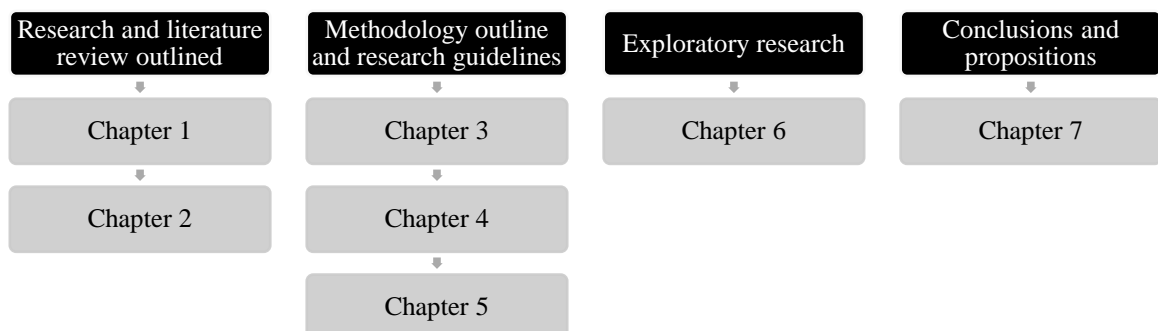 Research and literature
review outlined
Chapter 1
Chapter 2
Methodology outline
and research guidelines
Chapter 3
Chapter 4
Chapter 5
Exploratory research
Chapter 6
Conclusions and
propositions
Chapter 7